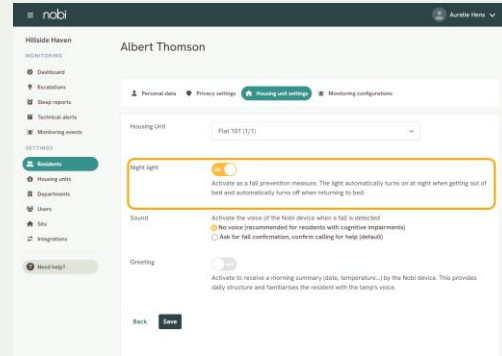 nobi
Aurelie Hens
Hillside Haven
MONITORING
Dashboard
Escalations
Sleep reports
Technical alerts
Monitoring events
SETTINGS
Residents
Housing units
Departments
Users
Site
Integrations
Need help?
Albert Thomson
Personal data
Privacy settings
Housing unit settings
Monitoring configurations
Housing Unit
Flat 101 (1/1)
Night light
ON
Activate as a fall prevention measure. The light automatically turns on at night when getting out of
bed and automatically turns off when returning to bed.
Sound
Activate the voice of the Nobi device when a fall is detected
No voice (recommended for residents with cognitive impairments)
Ask for fall confirmation, confirm calling for help (default)
Greeting
OFF
Activate to receive a morning summary (date, temperature...) by the Nobi device. This provides
daily structure and familiarises the resident with the lamp's voice.
Back
Save